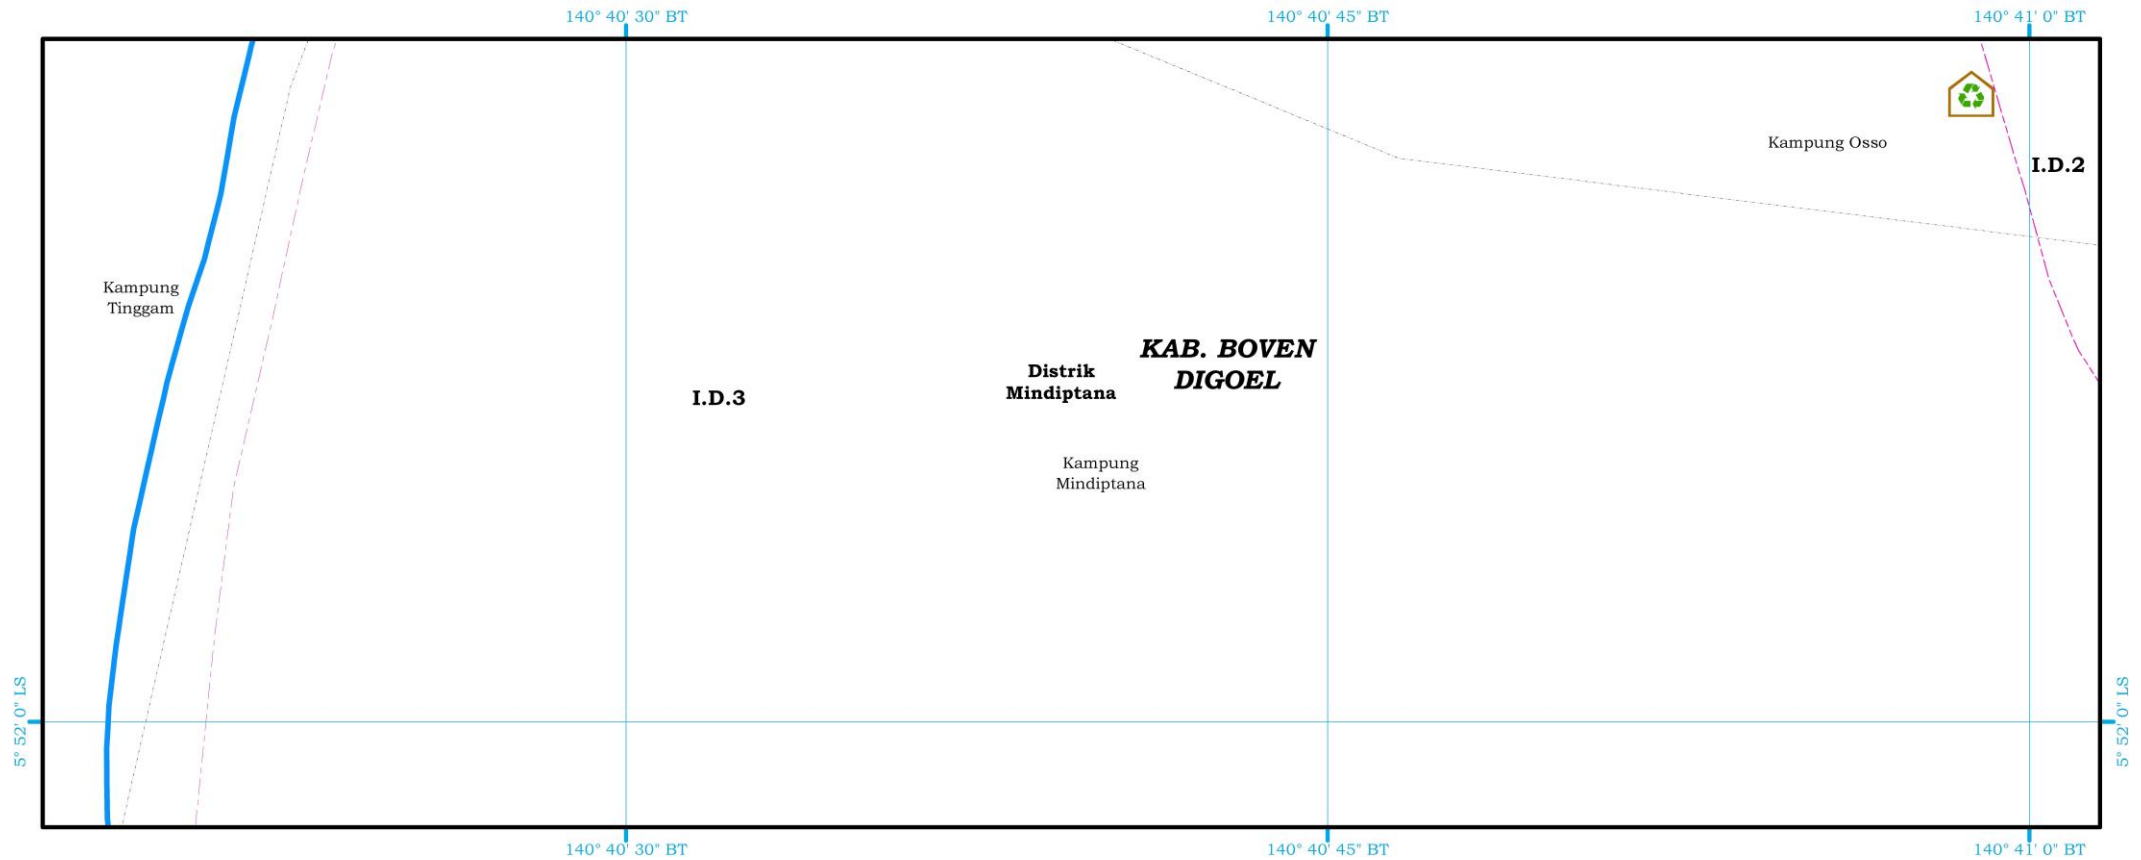 140° 40' 30" BT
140° 40' 45" BT
140° 41' 0" BT
Kampung Osso
I.D.2
Kampung
Tinggam
KAB. BOVEN
DIGOEL
Distrik
Mindiptana
I.D.3
Kampung
Mindiptana
5° 52' 0" LS
5° 52' 0" LS
140° 40' 30" BT
140° 40' 45" BT
140° 41' 0" BT